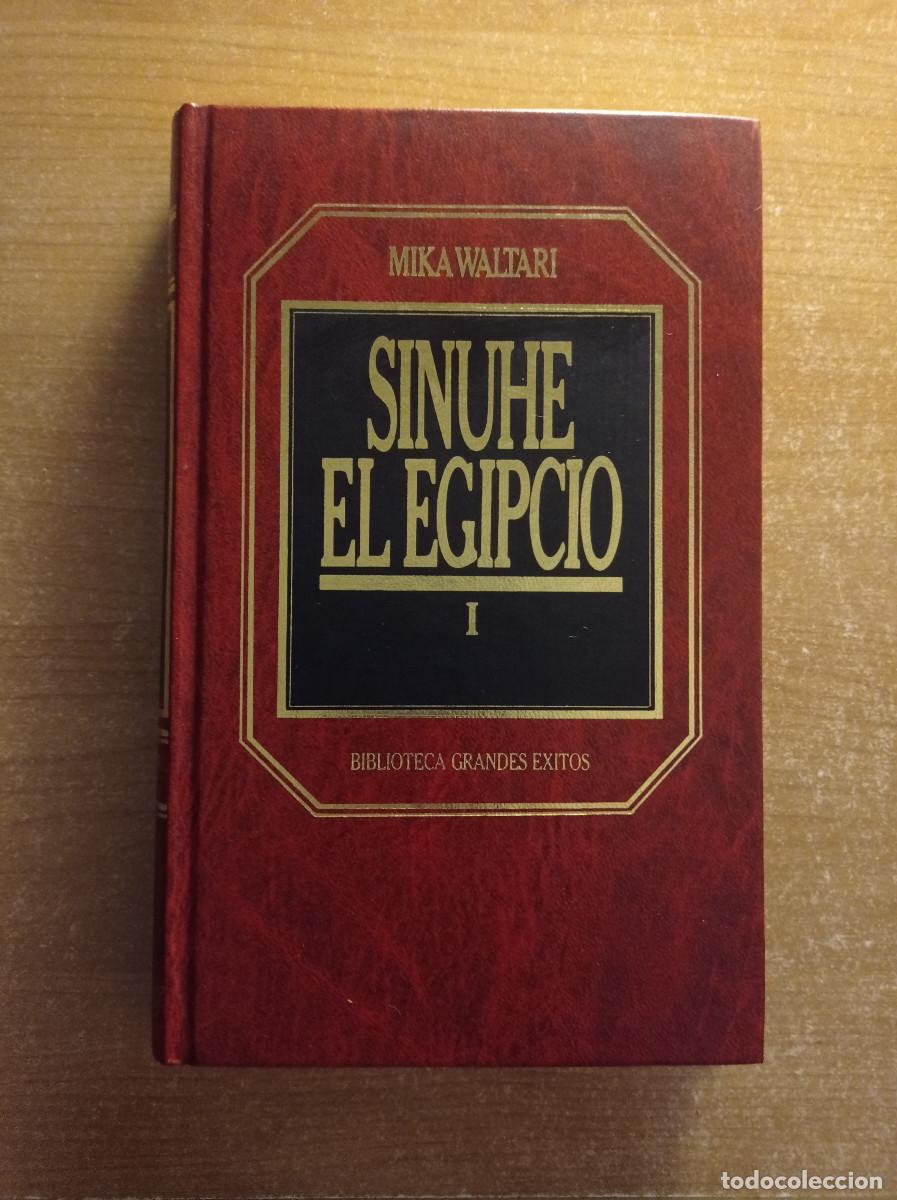 MIKA WALTARI
SINUHE
EL EGIPCIO
I
BIBLIOTECA GRANDES EXITOS
todocoleccion